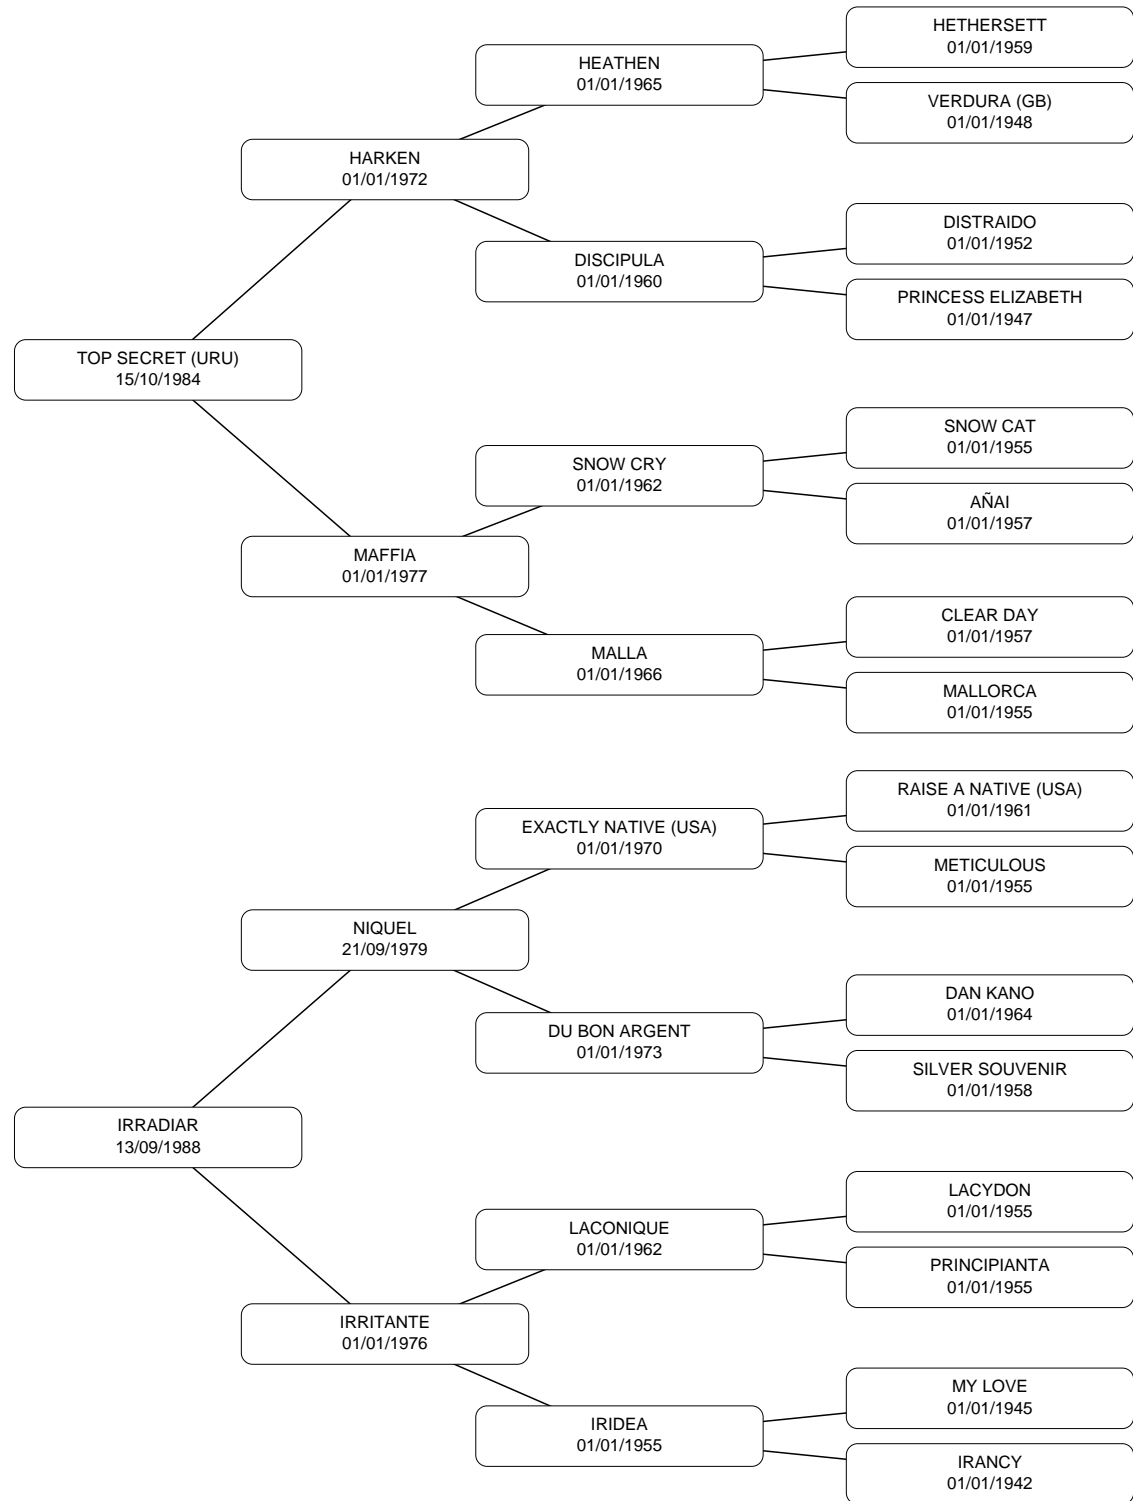 HETHERSETT
01/01/1959
HEATHEN
01/01/1965
VERDURA (GB)
01/01/1948
HARKEN
01/01/1972
DISTRAIDO
01/01/1952
DISCIPULA
01/01/1960
PRINCESS ELIZABETH
01/01/1947
TOP SECRET (URU)
15/10/1984
SNOW CAT
01/01/1955
SNOW CRY
01/01/1962
AÑAI
01/01/1957
MAFFIA
01/01/1977
CLEAR DAY
01/01/1957
MALLA
01/01/1966
MALLORCA
01/01/1955
RAISE A NATIVE (USA)
01/01/1961
EXACTLY NATIVE (USA)
01/01/1970
METICULOUS
01/01/1955
NIQUEL
21/09/1979
DAN KANO
01/01/1964
DU BON ARGENT
01/01/1973
SILVER SOUVENIR
01/01/1958
IRRADIAR
13/09/1988
LACYDON
01/01/1955
LACONIQUE
01/01/1962
PRINCIPIANTA
01/01/1955
IRRITANTE
01/01/1976
MY LOVE
01/01/1945
IRIDEA
01/01/1955
IRANCY
01/01/1942